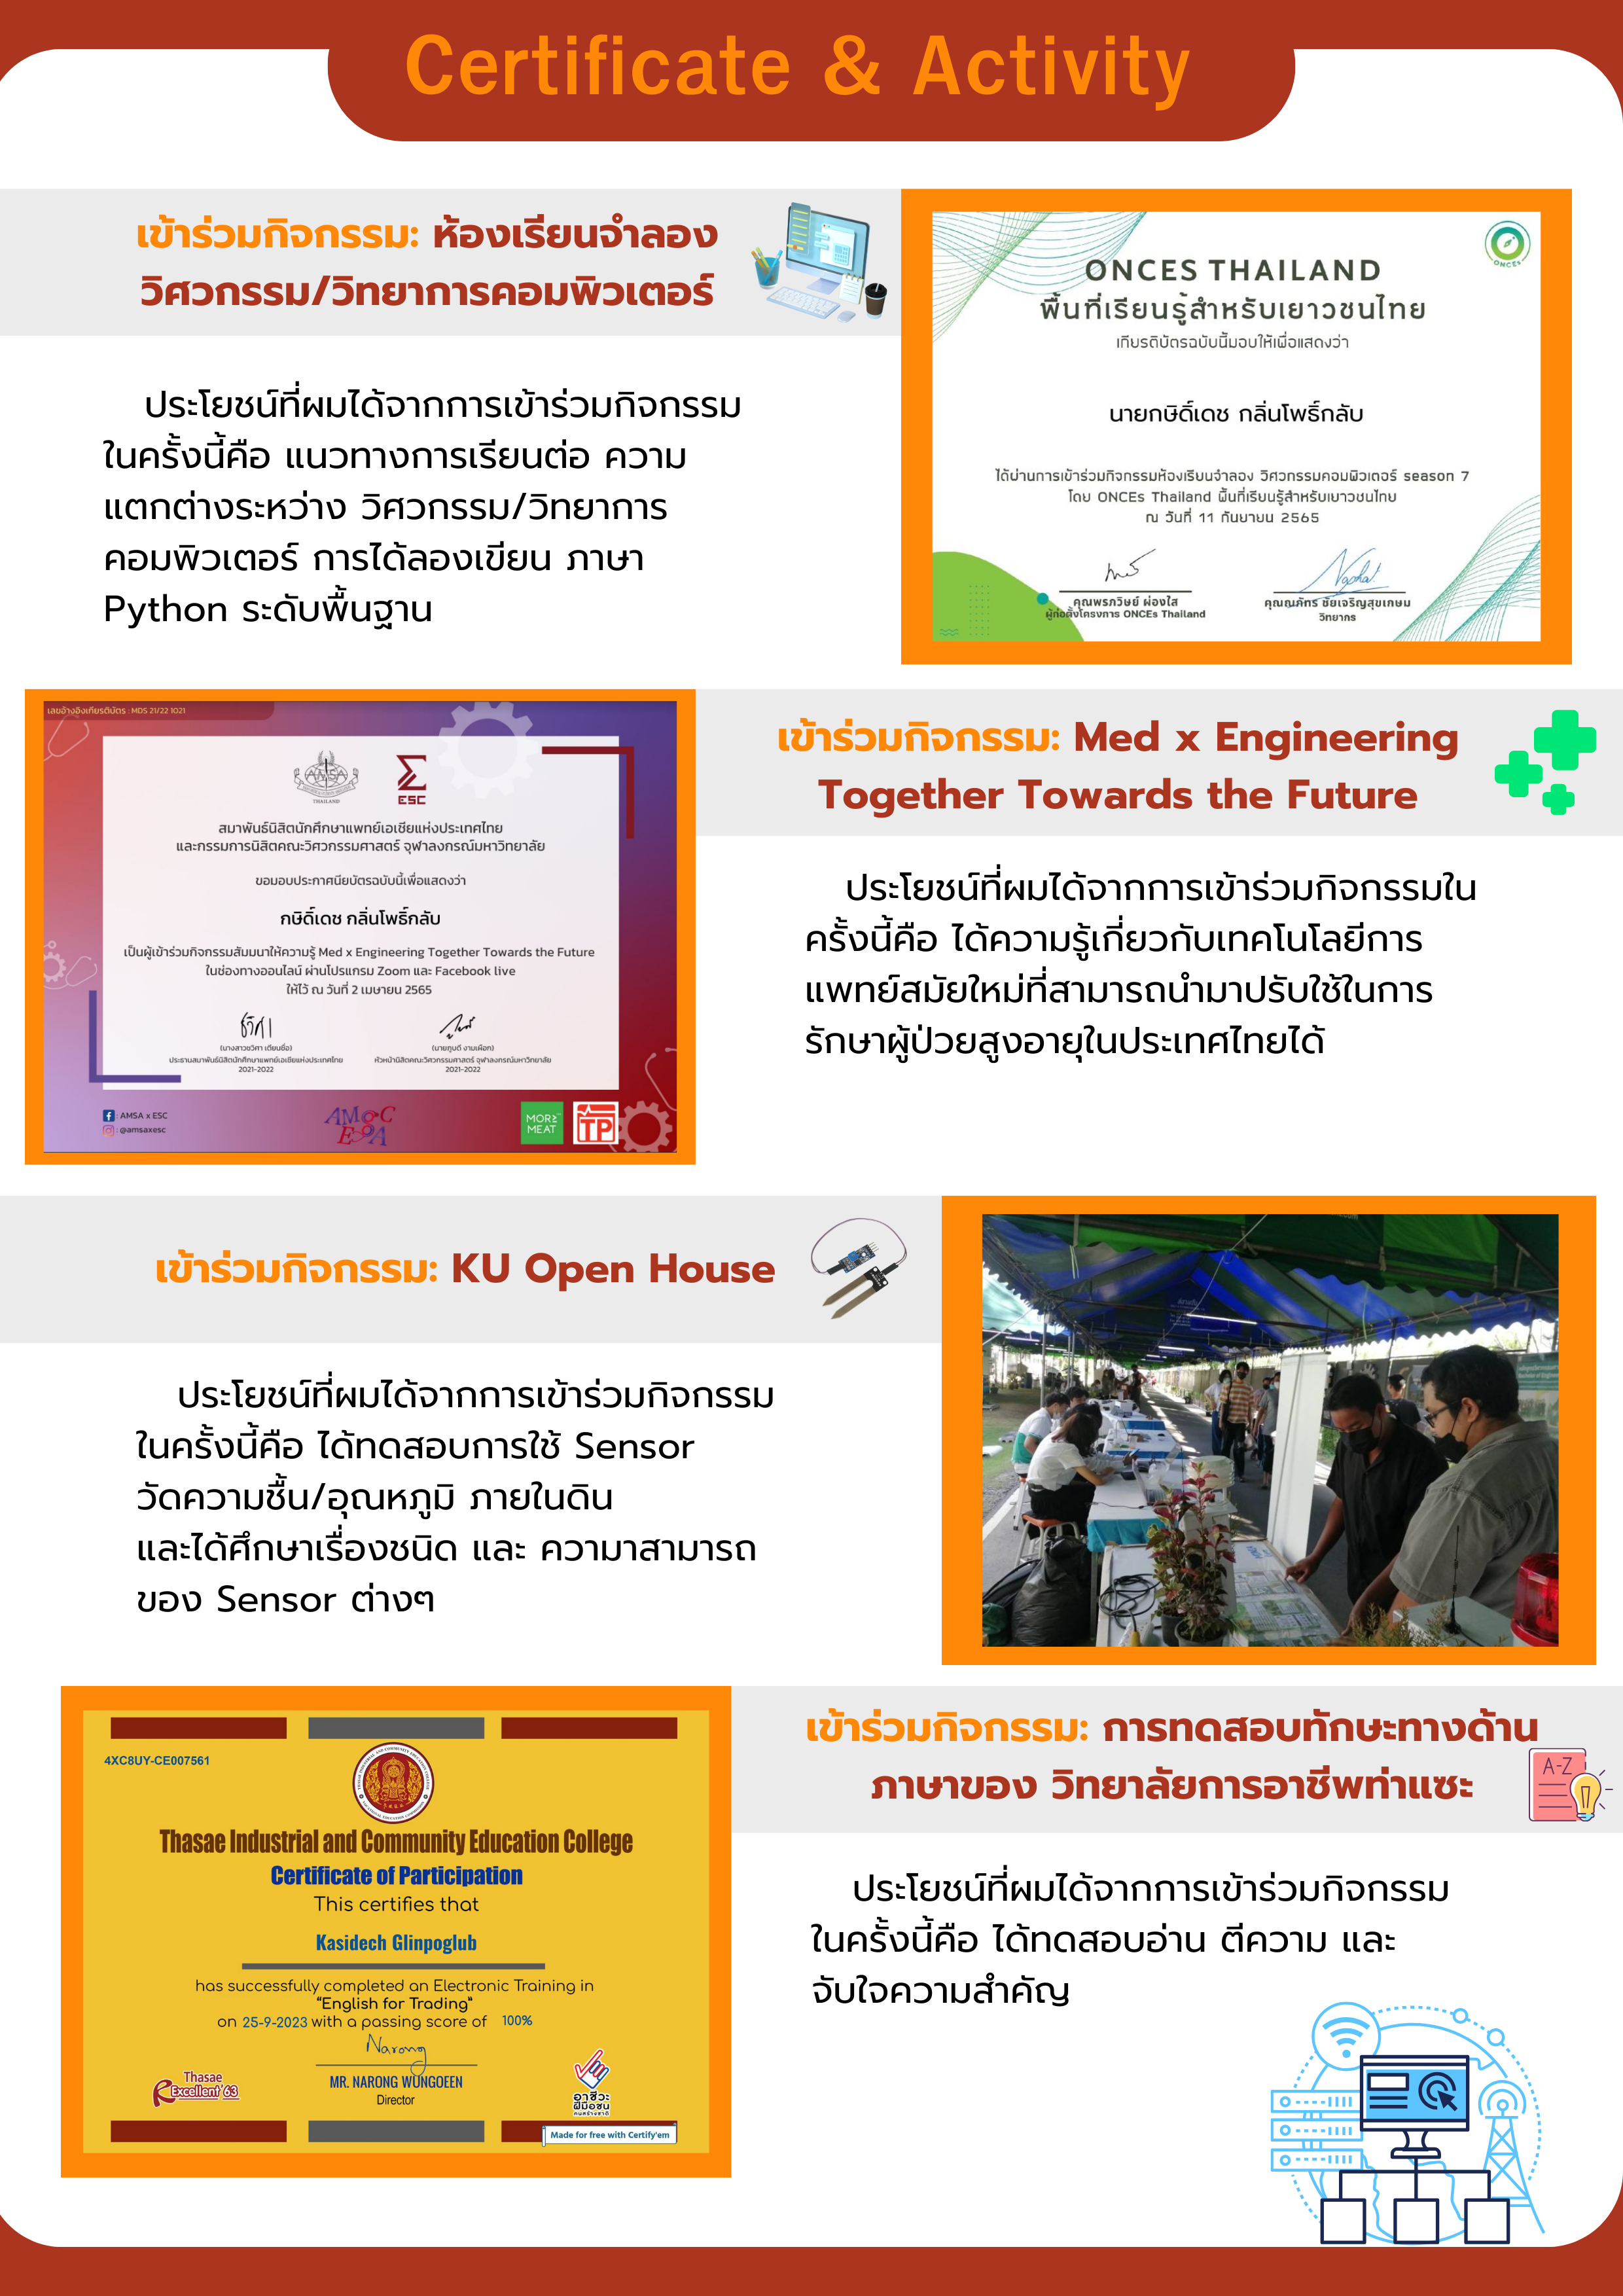 Certificate & Activity
เข้าร่วมกิจกรรม: ห้องเรียนจำลอง
วิศวกรรม/วิทยาการคอมพิวเตอร์
ประโยชน์ที่ผมได้จากการเข้าร่วมกิจกรรม
ในครั้งนี้คือ แนวทางการเรียนต่อ ความ
แตกต่างระหว่าง วิศวกรรม/วิทยาการ
คอมพิวเตอร์ การได้ลองเขียน ภาษา
Python ระดับพื้นฐาน
ONCES THAILAND
พื้นที่เรียนรู้สำหรับเยาวชนไทย
เกียรติบัตรฉบับนี้มอบให้เพื่อแสดงว่า
นายกษิดิ์เดช กลิ่นโพธิ์กลับ
ได้ผ่านการเข้าร่วมกิจกรรมห้องเรียนจำลอง วิศวกรรมคอมพิวเตอร์ season 7
โดย ONCEs Thailand พื้นที่เรียนรู้สำหรับเยาวชนไทย
ณ วันที่ 11 กันยายน 2565
คุณพรภวิษย์ ผ่องใส
ผู้ก่อตั้งโครงการ ONCEs Thailand
คุณณภัทร ชัยเจริญสุขเกษม
วิทยากร
ONCEs
เลขอ้างอิงเกียรติบัตร : MDS 21/22 1021
AMSA
THAILAND
ESC
สมาพันธ์นิสิตนักศึกษาแพทย์เอเชียแห่งประเทศไทย
และกรรมการนิสิตคณะวิศวกรรมศาสตร์ จุฬาลงกรณ์มหาวิทยาลัย
ขอมอบประกาศนียบัตรฉบับนี้เพื่อแสดงว่า
กษิดิ์เดช กลิ่นโพธิ์กลับ
เป็นผู้เข้าร่วมกิจกรรมสัมมนาให้ความรู้ Med x Engineering Together Towards the Future
ในช่องทางออนไลน์ ผ่านโปรแกรม Zoom และ Facebook live
ให้ไว้ ณ วันที่ 2 เมษายน 2565
(นางสาวชวิศา เตียนซื่อ)
ประธานสมาพันธ์นิสิตนักศึกษาแพทย์เอเชียแห่งประเทศไทย
2021-2022
(นายภูมดี งามเผือก)
หัวหน้านิสิตคณะวิศวกรรมศาสตร์ จุฬาลงกรณ์มหาวิทยาลัย
2021-2022
AMSA x ESC
: @amsaxesc
MORE MEAT
TP
เข้าร่วมกิจกรรม: Med x Engineering
Together Towards the Future
ประโยชน์ที่ผมได้จากการเข้าร่วมกิจกรรมใน
ครั้งนี้คือ ได้ความรู้เกี่ยวกับเทคโนโลยีการ
แพทย์สมัยใหม่ที่สามารถนำมาปรับใช้ในการ
รักษาผู้ป่วยสูงอายุในประเทศไทยได้
เข้าร่วมกิจกรรม: KU Open House
ประโยชน์ที่ผมได้จากการเข้าร่วมกิจกรรม
ในครั้งนี้คือ ได้ทดสอบการใช้ Sensor
วัดความชื้น/อุณหภูมิ ภายในดิน
และได้ศึกษาเรื่องชนิด และ ความาสามารถ
ของ Sensor ต่างๆ
4XC8UY-CE007561
Thasae Industrial and Community Education College
Certificate of Participation
This certifies that
Kasidech Glinpoglub
has successfully completed an Electronic Training in
“English for Trading”
on 25-9-2023 with a passing score of 100%
Narong
MR. NARONG WUNGOEEN
Director
Thasae
Excellent'63
อาชีวะ
ฝีมือชน
คนสร้างชาติ
Made for free with Certify'em
เข้าร่วมกิจกรรม: การทดสอบทักษะทางด้าน
ภาษาของ วิทยาลัยการอาชีพท่าแซะ
A-Z
ประโยชน์ที่ผมได้จากการเข้าร่วมกิจกรรม
ในครั้งนี้คือ ได้ทดสอบอ่าน ตีความ และ
จับใจความสำคัญ